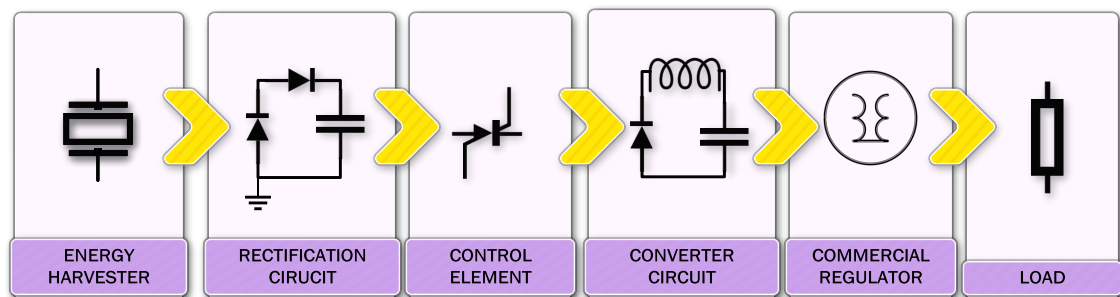 ENERGY
HARVESTER
RECTIFICATION
CIRUCIT
CONTROL
ELEMENT
CONVERTER
CIRCUIT
COMMERCIAL
REGULATOR
LOAD